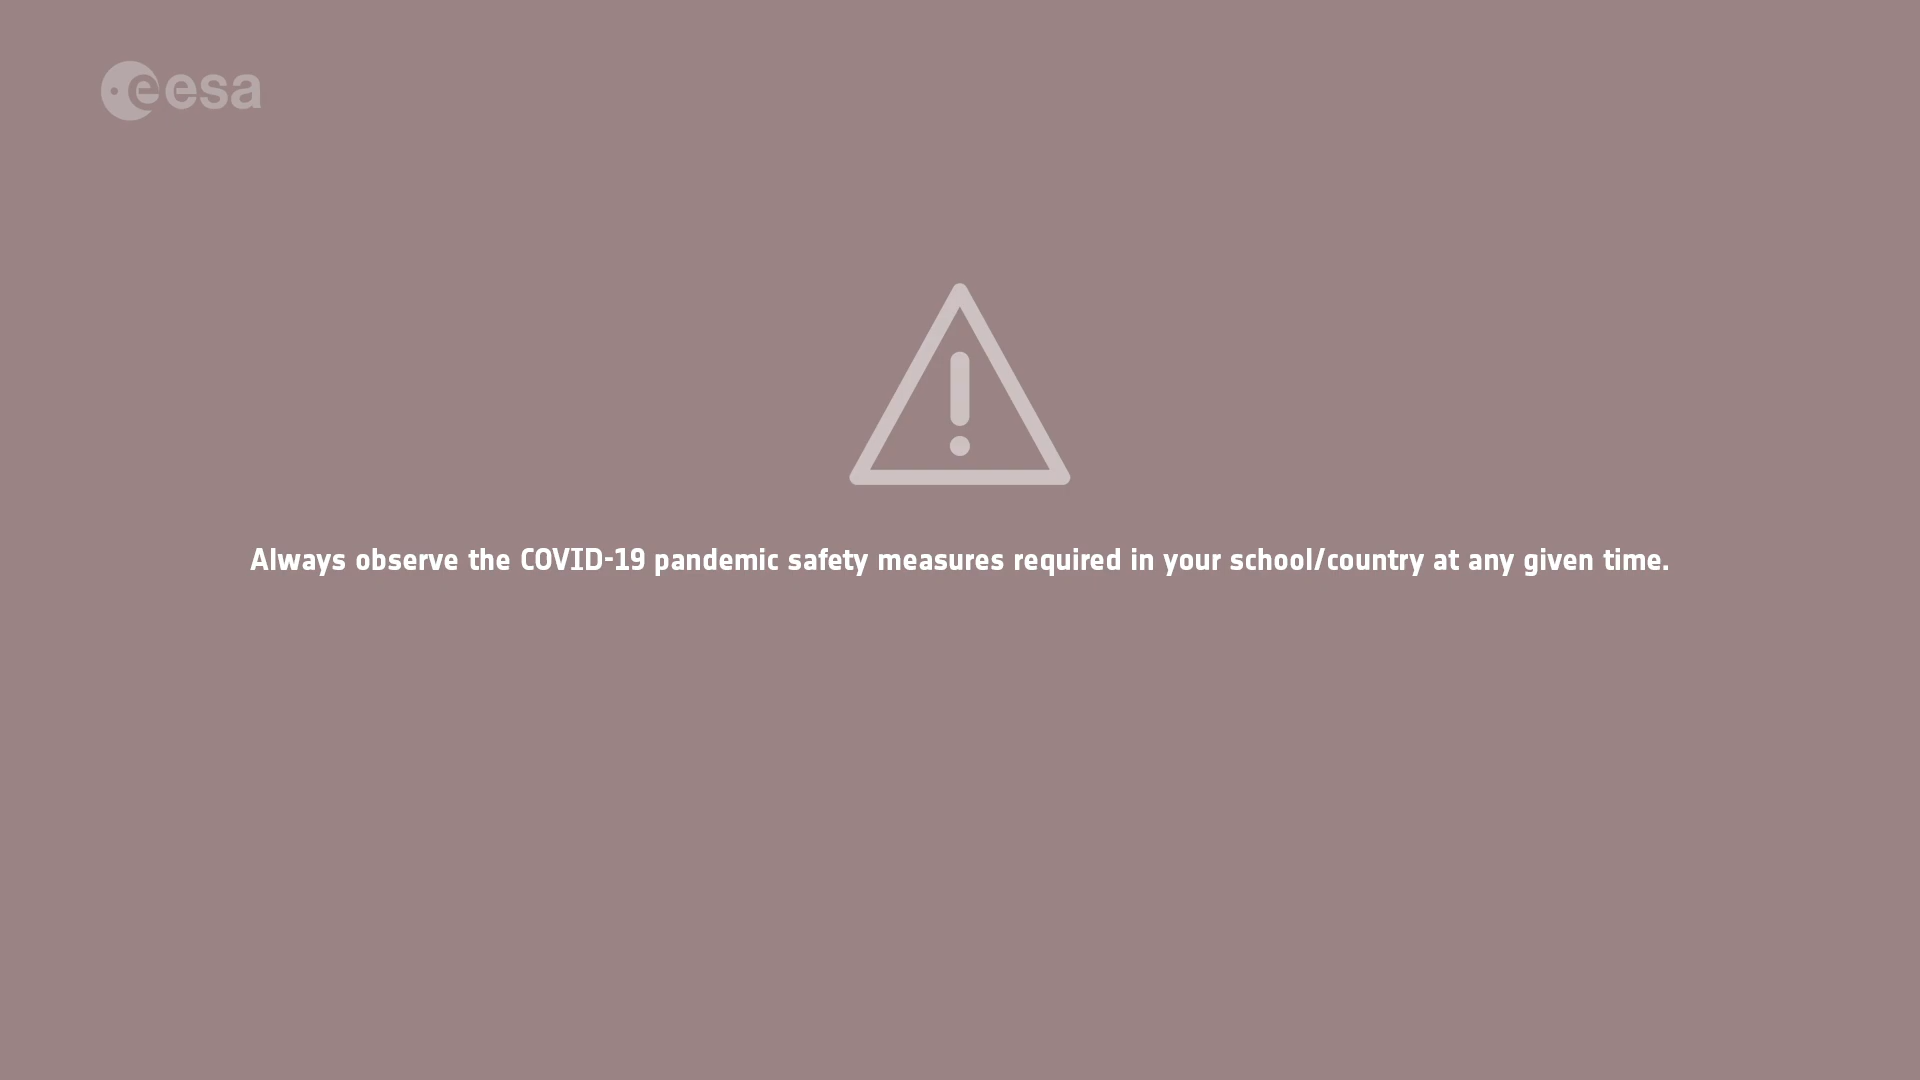 esa
Always observe the COVID-19 pandemic safety measures required in your school/country at any given time.